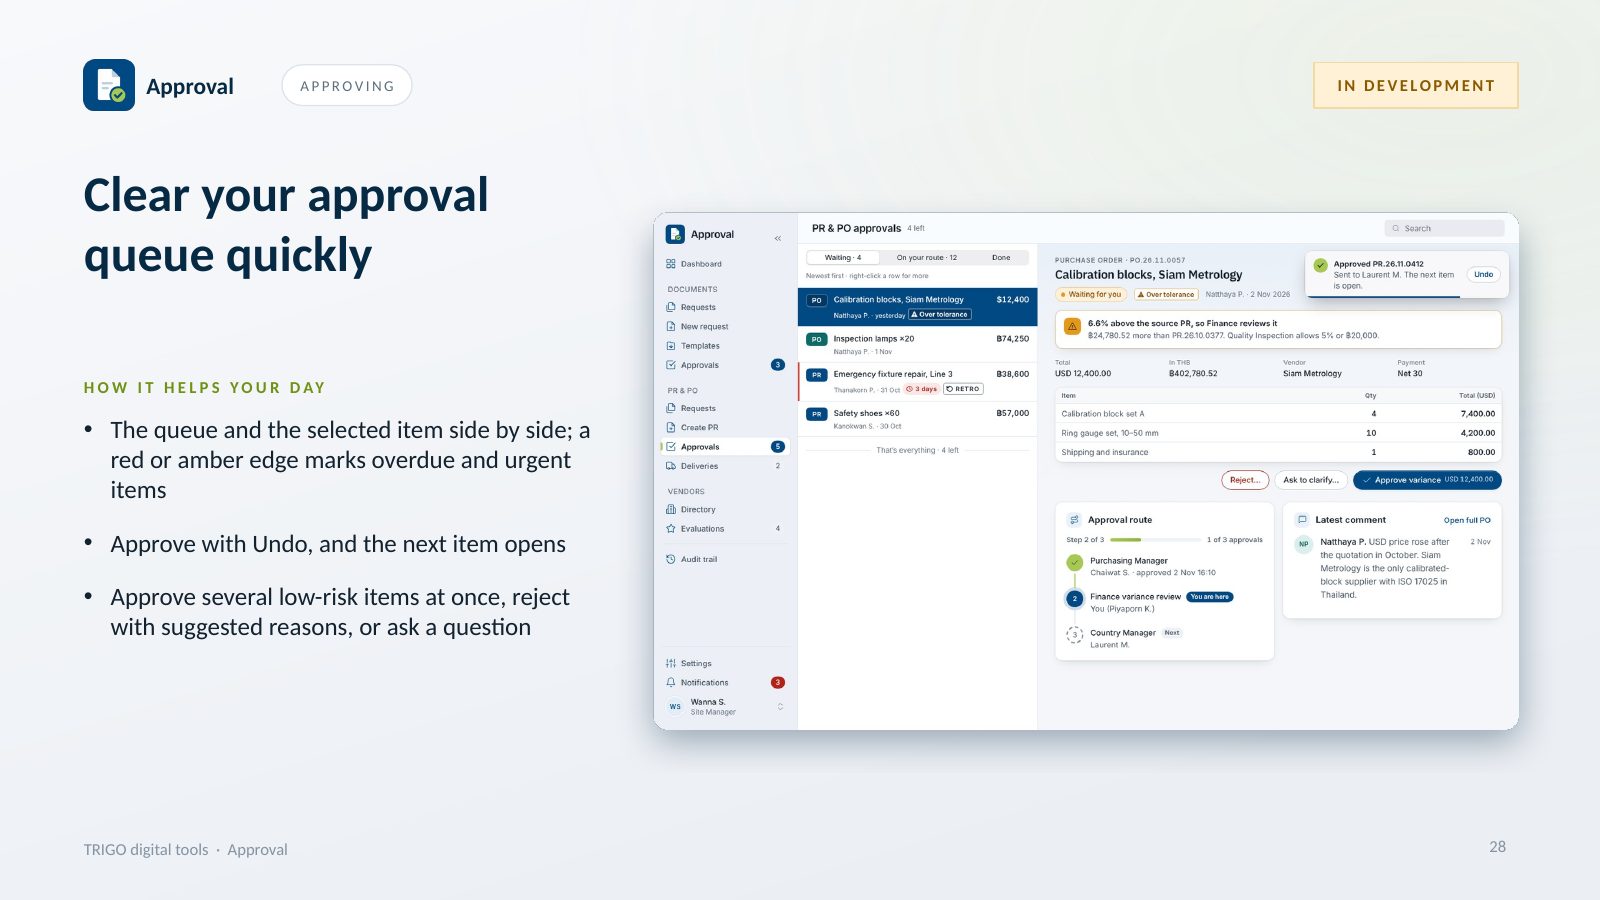 Approval
APPROVING
IN DEVELOPMENT
Clear your approval
queue quickly
HOW IT HELPS YOUR DAY
• The queue and the selected item side by side; a
red or amber edge marks overdue and urgent
items
• Approve with Undo, and the next item opens
• Approve several low-risk items at once, reject
with suggested reasons, or ask a question
Approval
Dashboard
DOCUMENTS
Requests
New request
Templates
Approvals 3
PR & PO
Requests
Create PR
Approvals 5
Deliveries 2
VENDORS
Directory
Evaluations 4
Audit trail
Settings
Notifications 3
WS Wanna S.
Site Manager
PR & PO approvals 4 left
Search
Waiting · 4 On your route · 12 Done
Newest first · right-click a row for more
PO Calibration blocks, Siam Metrology $12,400
Natthaya P. · yesterday Over tolerance
PO Inspection lamps ×20 ฿74,250
Natthaya P. · 1 Nov
PR Emergency fixture repair, Line 3 ฿38,600
Thanakorn P. · 31 Oct 3 days RETRO
PR Safety shoes ×60 ฿57,000
Kanokwan S. · 30 Oct
That's everything · 4 left
PURCHASE ORDER · PO.26.11.0057
Calibration blocks, Siam Metrology
Waiting for you Over tolerance Natthaya P. · 2 Nov 2026
Approved PR.26.11.0412
Sent to Laurent M. The next item
is open.
Undo
6.6% above the source PR, so Finance reviews it
฿24,780.52 more than PR.26.10.0377. Quality Inspection allows 5% or ฿20,000.
Total In THB Vendor Payment
USD 12,400.00 ฿402,780.52 Siam Metrology Net 30
Item Qty Total (USD)
Calibration block set A 4 7,400.00
Ring gauge set, 10–50 mm 10 4,200.00
Shipping and insurance 1 800.00
Reject... Ask to clarify... Approve variance USD 12,400.00
Approval route
Step 2 of 3 1 of 3 approvals
Purchasing Manager
Chaiwat S. · approved 2 Nov 16:10
2 Finance variance review You are here
You (Piyaporn K.)
3 Country Manager Next
Laurent M.
Latest comment Open full PO
NP Natthaya P. USD price rose after 2 Nov
the quotation in October. Siam
Metrology is the only calibrated-
block supplier with ISO 17025 in
Thailand.
TRIGO digital tools · Approval
28